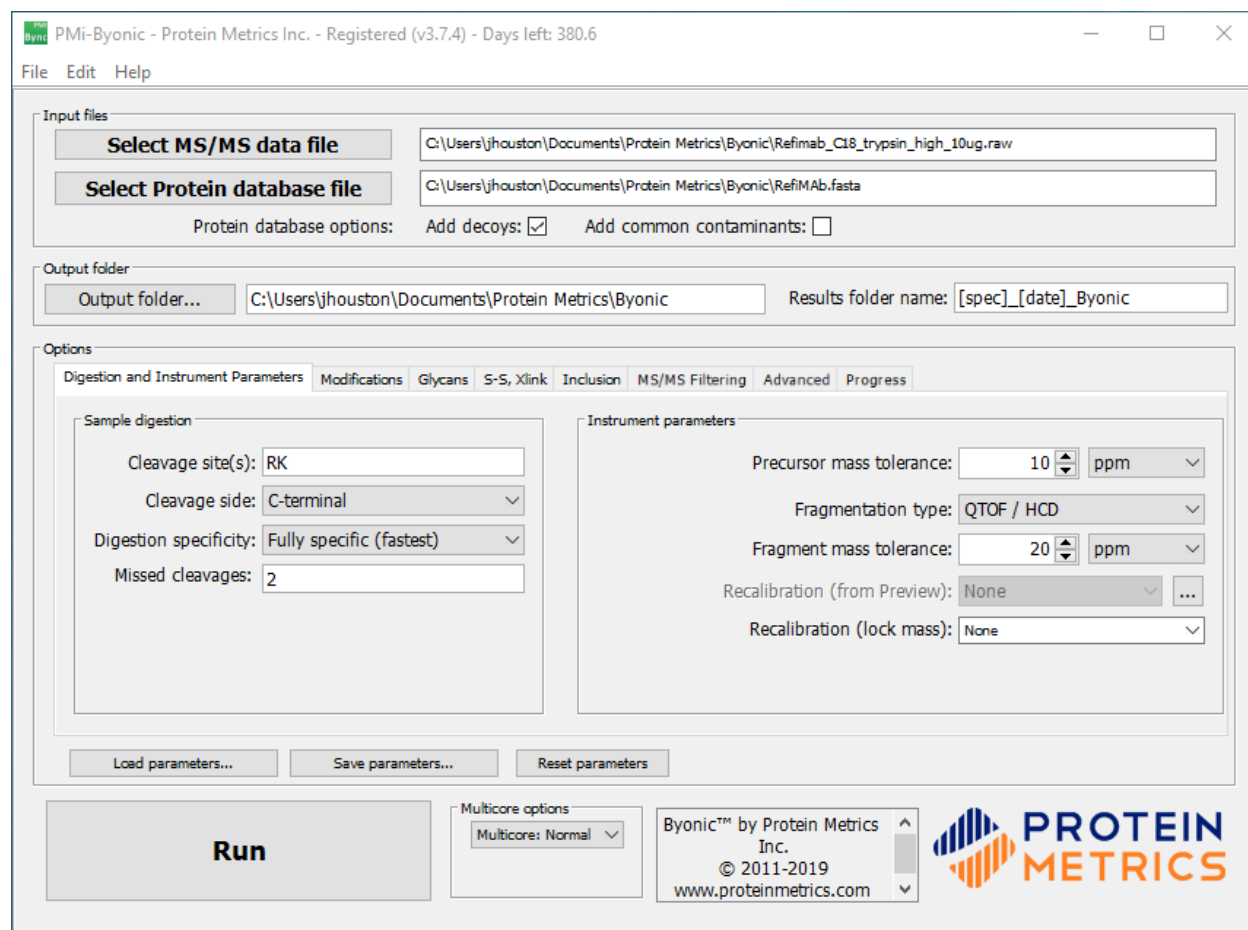 PMi-Byonic - Protein Metrics Inc. - Registered (v3.7.4) - Days left: 380.6
File Edit Help
Input files
Select MS/MS data file C:\Users\jhouston\Documents\Protein Metrics\Byonic\Refimab_C18_trypsin_high_10ug.raw
Select Protein database file C:\Users\jhouston\Documents\Protein Metrics\Byonic\RefiMAb.fasta
Protein database options: Add decoys: Add common contaminants:
Output folder
Output folder... C:\Users\jhouston\Documents\Protein Metrics\Byonic Results folder name: [spec]_[date]_Byonic
Options
Digestion and Instrument Parameters Modifications Glycans S-S, Xlink Inclusion MS/MS Filtering Advanced Progress
Sample digestion
Cleavage site(s): RK
Cleavage side: C-terminal
Digestion specificity: Fully specific (fastest)
Missed cleavages: 2
Instrument parameters
Precursor mass tolerance: 10 ppm
Fragmentation type: QTOF / HCD
Fragment mass tolerance: 20 ppm
Recalibration (from Preview): None ...
Recalibration (lock mass): None
Load parameters... Save parameters... Reset parameters
Run
Multicore options
Multicore: Normal
Byonic™ by Protein Metrics
Inc.
© 2011-2019
www.proteinmetrics.com
PROTEIN
METRICS